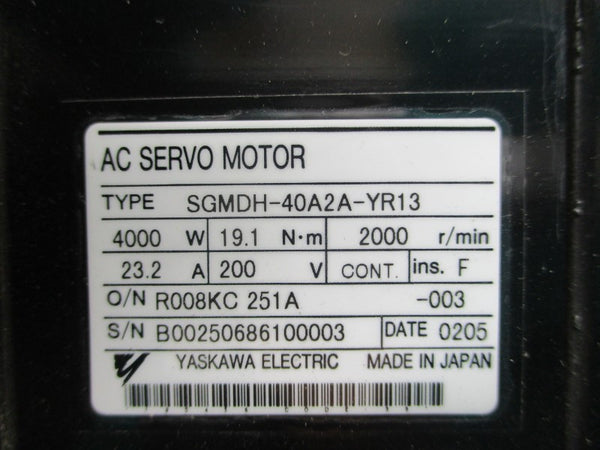 AC SERVO MOTOR
TYPE SGMDH-40A2A-YR13
4000 W 19.1 N·m 2000 r/min
23.2 A 200 V CONT. ins. F
O/N R008KC 251A -003
S/N B00250686100003 DATE 0205
YASKAWA ELECTRIC MADE IN JAPAN